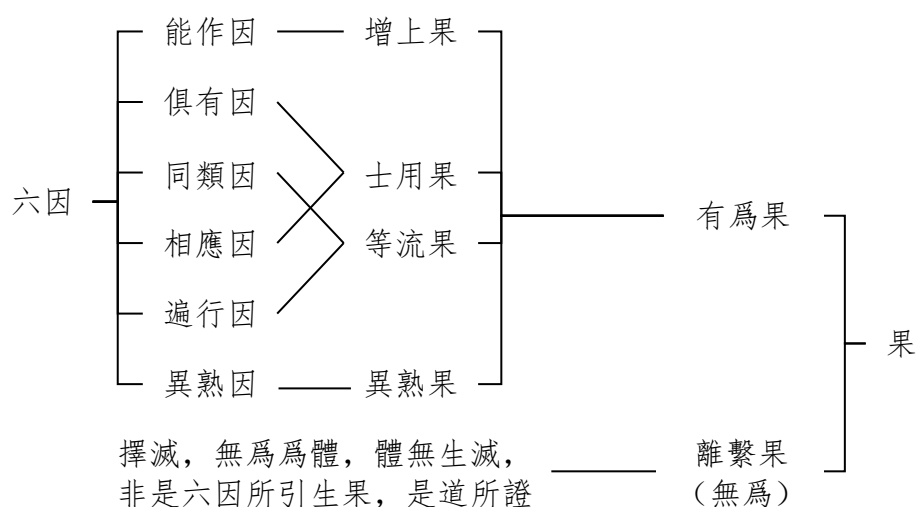 能作因 增上果
俱有因
同類因 士用果
六因 有爲果
相應因 等流果
遍行因
果
異熟因 異熟果
擇滅，無爲爲體，體無生滅， 離繫果
非是六因所引生果，是道所證 （無爲）